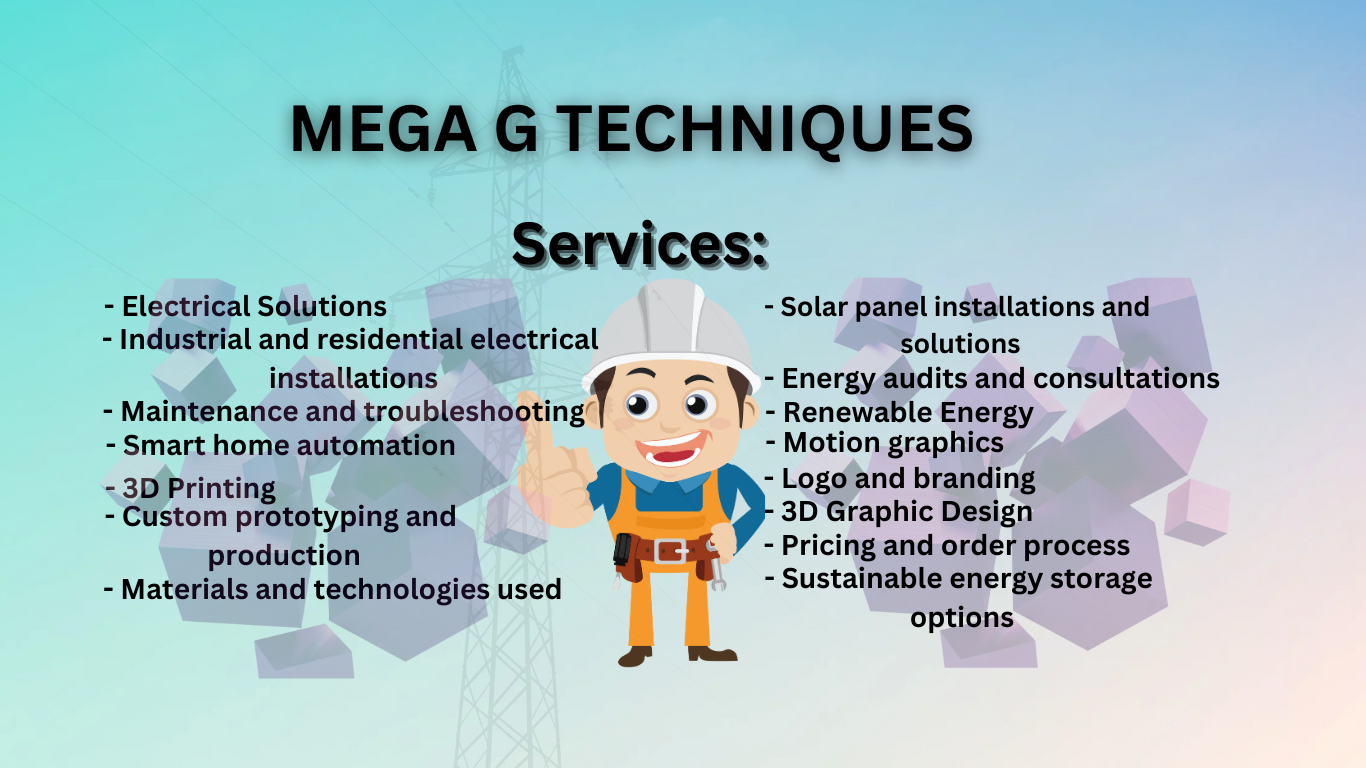 MEGA G TECHNIQUES
Services:
- Electrical Solutions
- Industrial and residential electrical
installations
- Maintenance and troubleshooting
- Smart home automation
- 3D Printing
- Custom prototyping and
production
- Materials and technologies used
- Solar panel installations and
solutions
- Energy audits and consultations
- Renewable Energy
- Motion graphics
- Logo and branding
- 3D Graphic Design
- Pricing and order process
- Sustainable energy storage
options